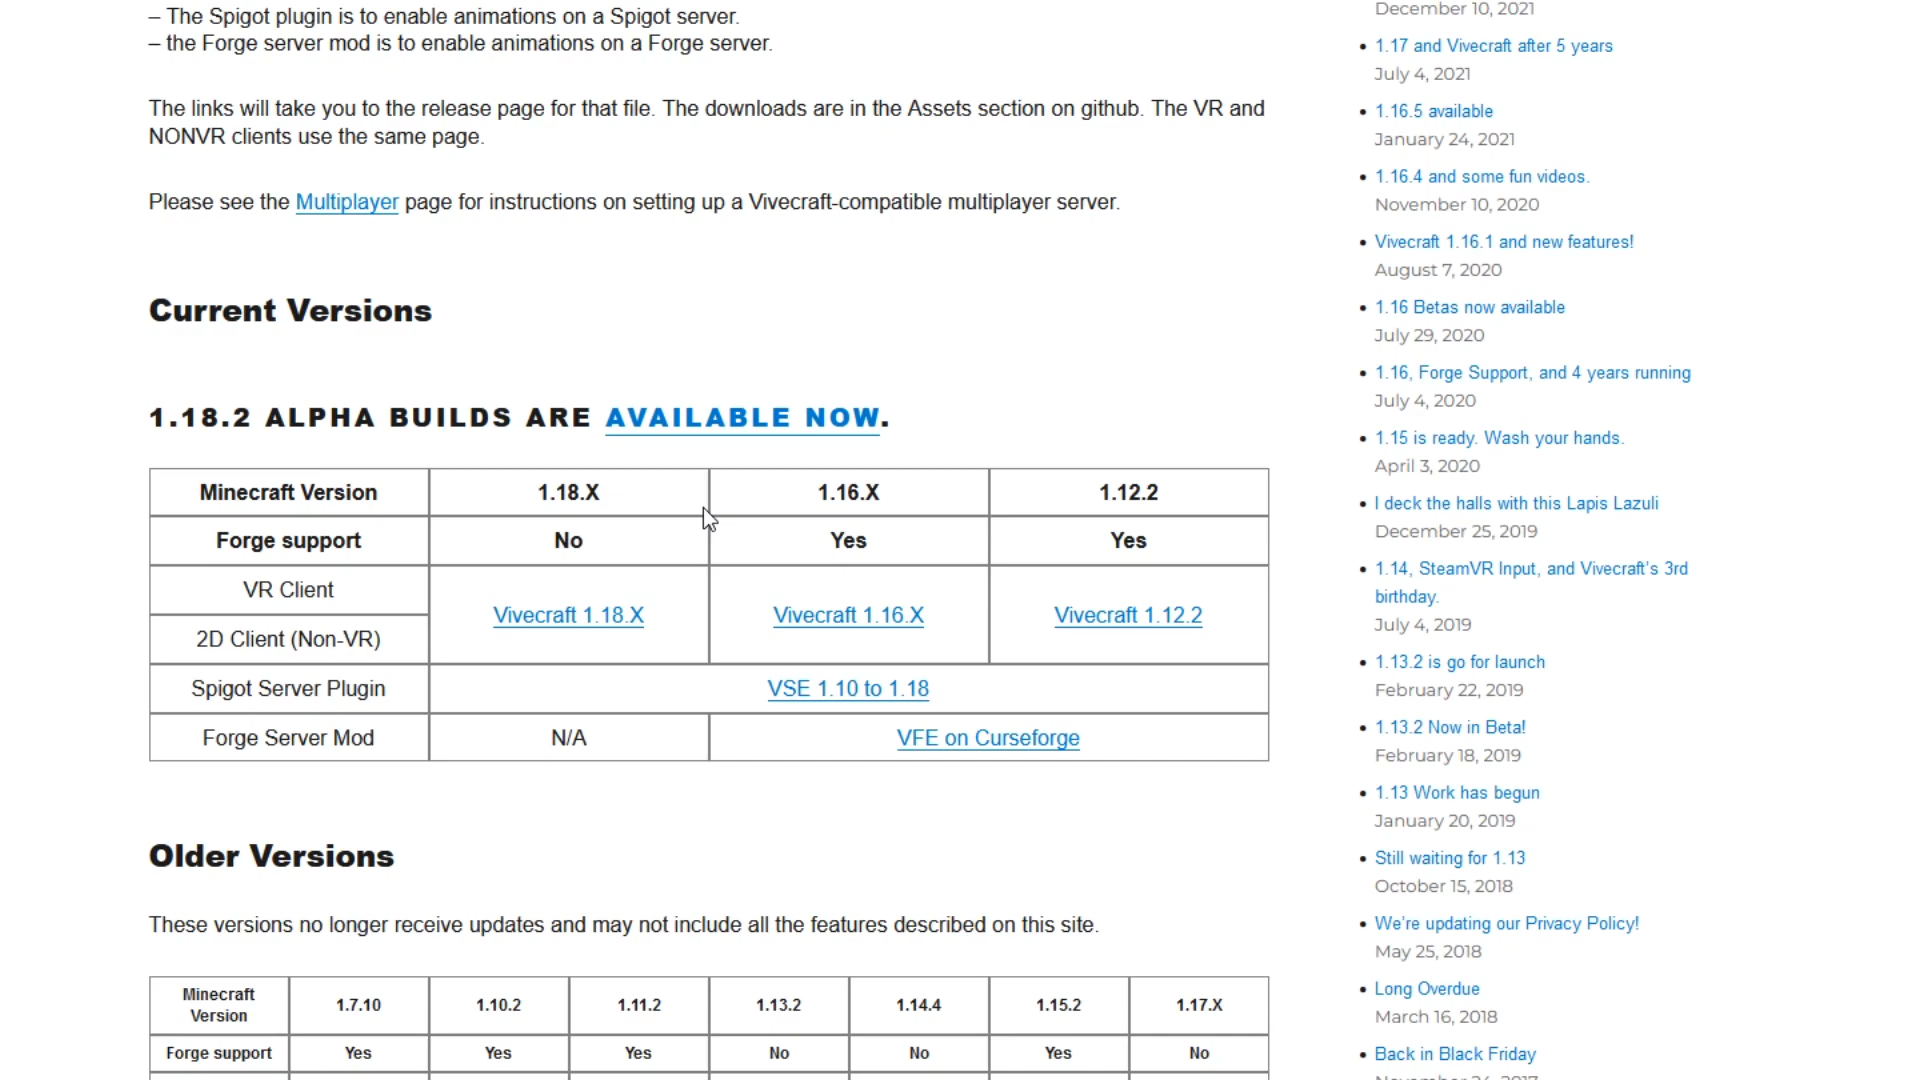 – The Spigot plugin is to enable animations on a Spigot server.
– the Forge server mod is to enable animations on a Forge server.
The links will take you to the release page for that file. The downloads are in the Assets section on github. The VR and
NONVR clients use the same page.
Please see the Multiplayer page for instructions on setting up a Vivecraft-compatible multiplayer server.
Current Versions
1.18.2 ALPHA BUILDS ARE AVAILABLE NOW.
Minecraft Version 1.18.X 1.16.X 1.12.2
Forge support No Yes Yes
VR Client
Vivecraft 1.18.X Vivecraft 1.16.X Vivecraft 1.12.2
2D Client (Non-VR)
Spigot Server Plugin VSE 1.10 to 1.18
Forge Server Mod N/A VFE on Curseforge
Older Versions
These versions no longer receive updates and may not include all the features described on this site.
Minecraft
Version 1.7.10 1.10.2 1.11.2 1.13.2 1.14.4 1.15.2 1.17.X
Forge support Yes Yes Yes No No Yes No
December 10, 2021
• 1.17 and Vivecraft after 5 years
July 4, 2021
• 1.16.5 available
January 24, 2021
• 1.16.4 and some fun videos.
November 10, 2020
• Vivecraft 1.16.1 and new features!
August 7, 2020
• 1.16 Betas now available
July 29, 2020
• 1.16, Forge Support, and 4 years running
July 4, 2020
• 1.15 is ready. Wash your hands.
April 3, 2020
• I deck the halls with this Lapis Lazuli
December 25, 2019
• 1.14, SteamVR Input, and Vivecraft's 3rd
birthday.
July 4, 2019
• 1.13.2 is go for launch
February 22, 2019
• 1.13.2 Now in Beta!
February 18, 2019
• 1.13 Work has begun
January 20, 2019
• Still waiting for 1.13
October 15, 2018
• We're updating our Privacy Policy!
May 25, 2018
• Long Overdue
March 16, 2018
• Back in Black Friday